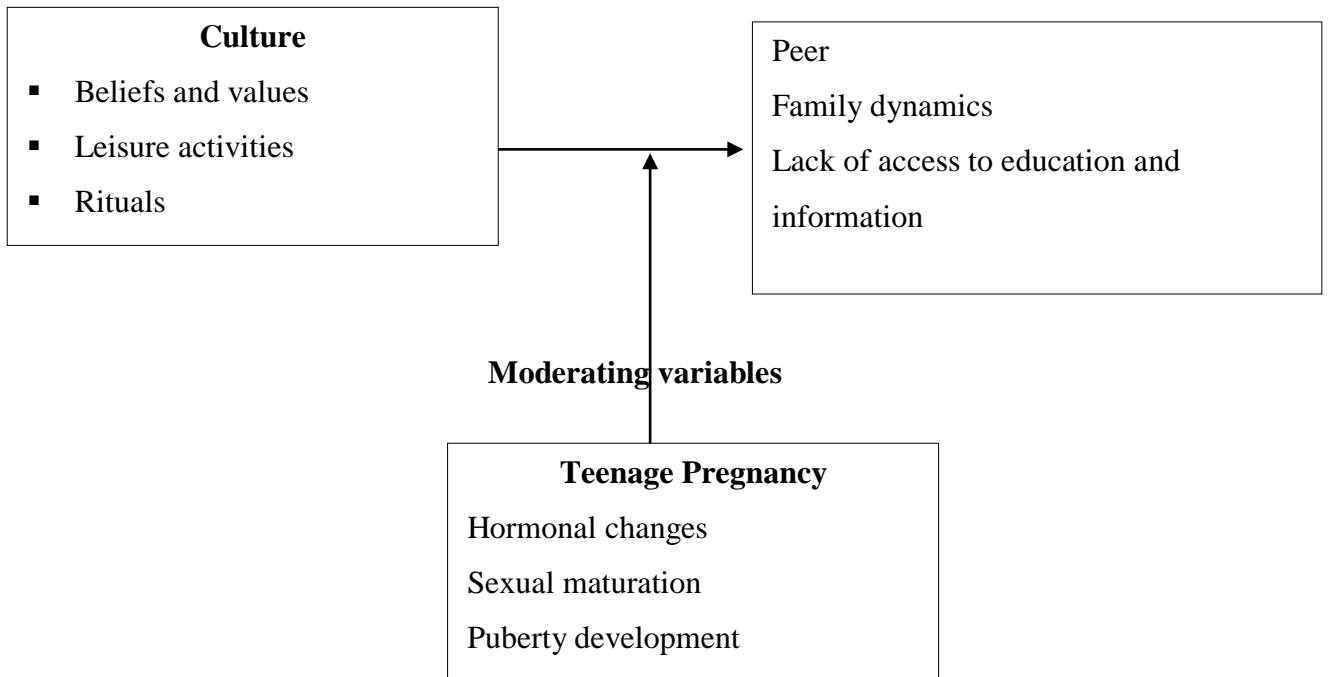 Culture
▪ Beliefs and values
▪ Leisure activities
▪ Rituals
Peer
Family dynamics
Lack of access to education and
information
Moderating variables
Teenage Pregnancy
Hormonal changes
Sexual maturation
Puberty development